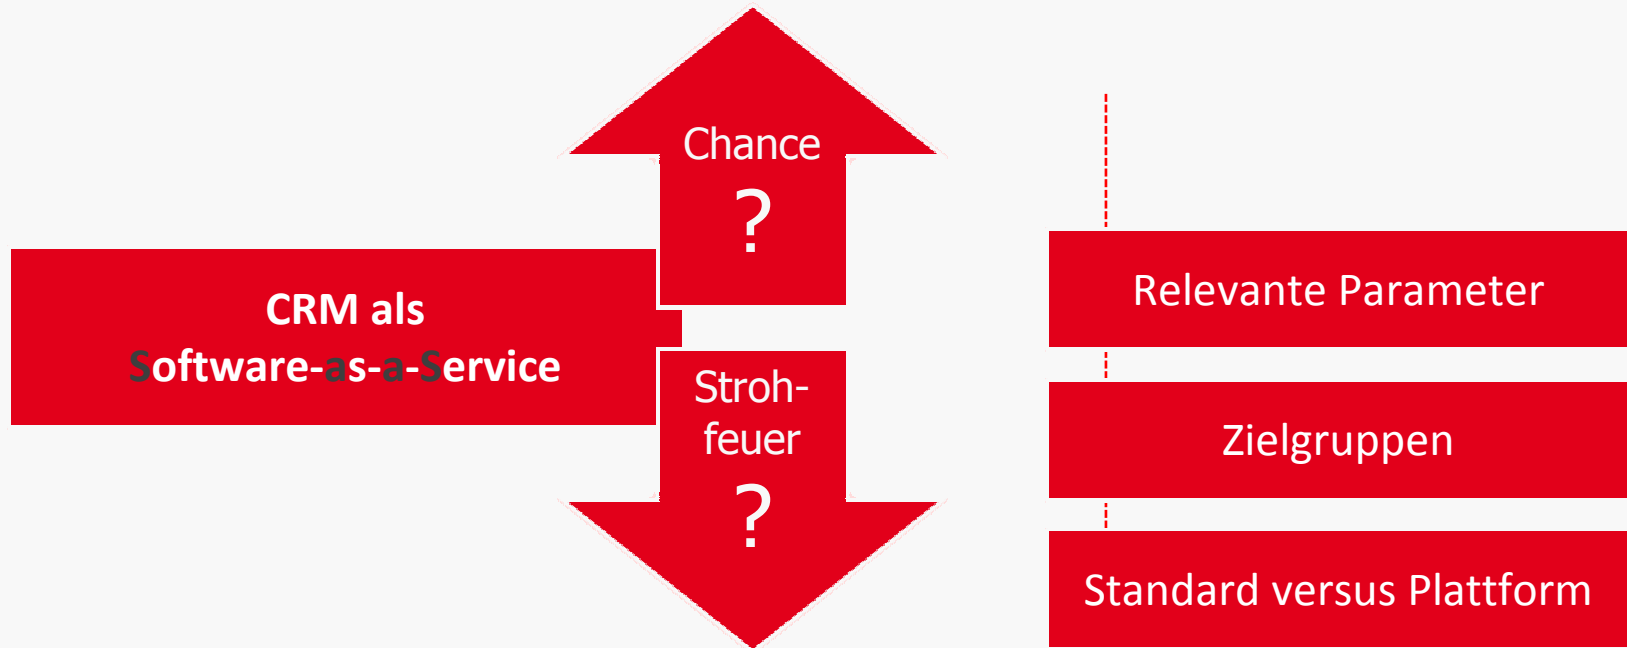 Chance
?
CRM als
Software-as-a-Service
Stroh-
feuer
?
Relevante Parameter
Zielgruppen
Standard versus Plattform